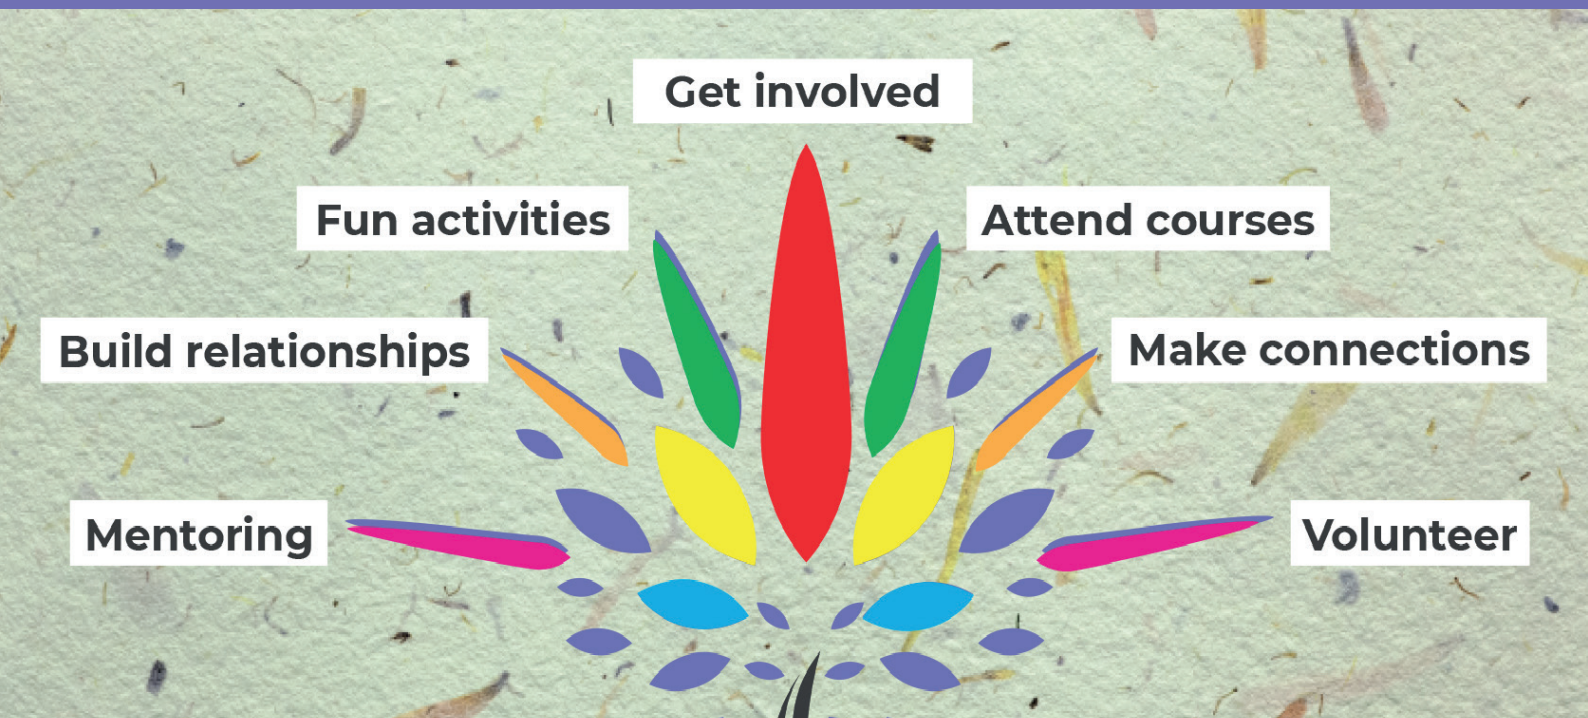 Get involved
Fun activities
Attend courses
Build relationships
Make connections
Mentoring
Volunteer